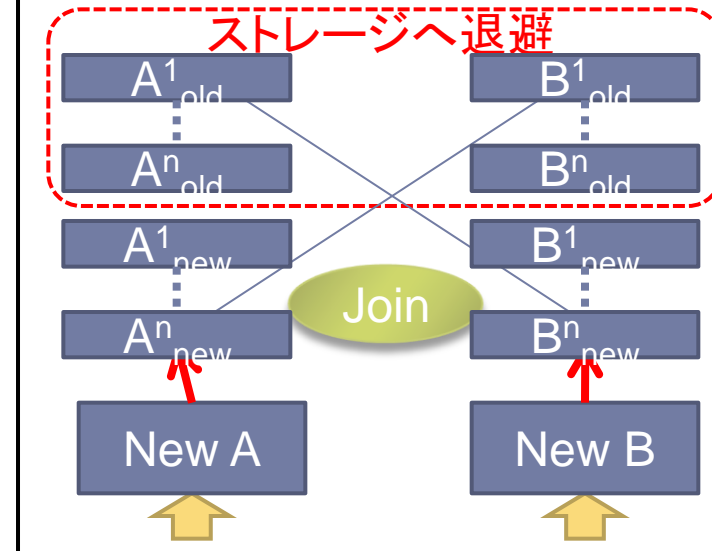 ストレージへ退避
A¹old B¹old
Aⁿold Bⁿold
A¹new B¹new
Join
Aⁿnew Bⁿnew
New A New B